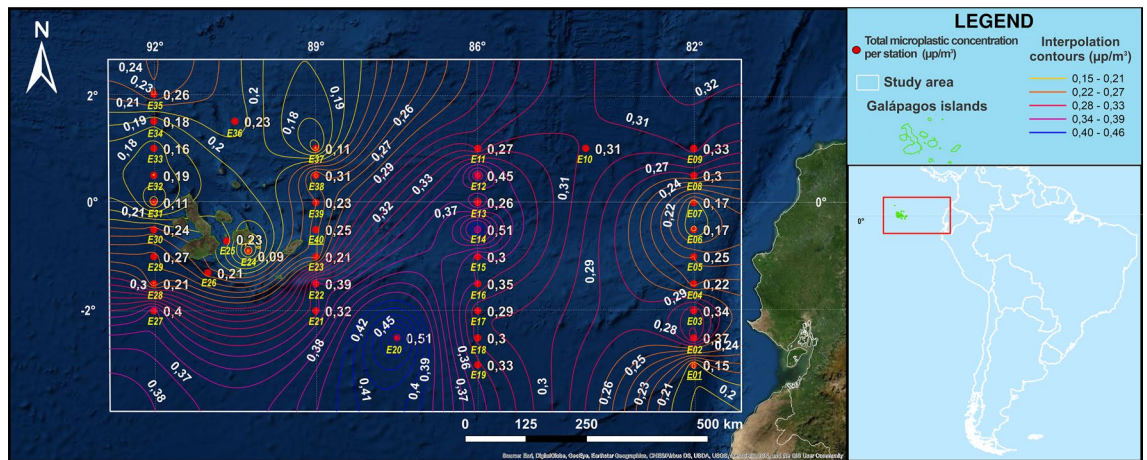 N
92°
89°
86°
82°
2°
0°
-2°
0°
0,24
0,23
0,21
0,19
0,18
0,2
0,2
0,19
0,18
0,26
0,27
0,29
0,33
0,32
0,37
0,31
0,31
0,32
0,27
0,24
0,22
0,29
0,29
0,28
0,24
0,25
0,26
0,23
0,21
0,2
0,3
0,36
0,37
0,39
0,4
0,41
0,42
0,45
0,38
0,37
0,38
0,3
0,21
E35 0,26
E34 0,18
E33 0,16
E32 0,19
E31 0,11
E30 0,24
E29 0,27
E28 0,21
E27 0,4
E36 0,23
E25 0,23
E24 0,09
E26 0,21
E37 0,11
E38 0,31
E39 0,23
E40 0,25
E23 0,21
E22 0,39
E21 0,32
E20 0,51
E11 0,27
E12 0,45
E13 0,26
E14 0,51
E15 0,3
E16 0,35
E17 0,29
E18 0,3
E19 0,33
E10 0,31
E09 0,33
E08 0,3
E07 0,17
E06 0,17
E05 0,25
E04 0,22
E03 0,34
E02 0,37
E01 0,15
0 125 250 500 km
LEGEND
Total microplastic concentration
per station (µp/m³)
Study area
Galápagos islands
Interpolation
contours (µp/m³)
0,15 - 0,21
0,22 - 0,27
0,28 - 0,33
0,34 - 0,39
0,40 - 0,46
0°